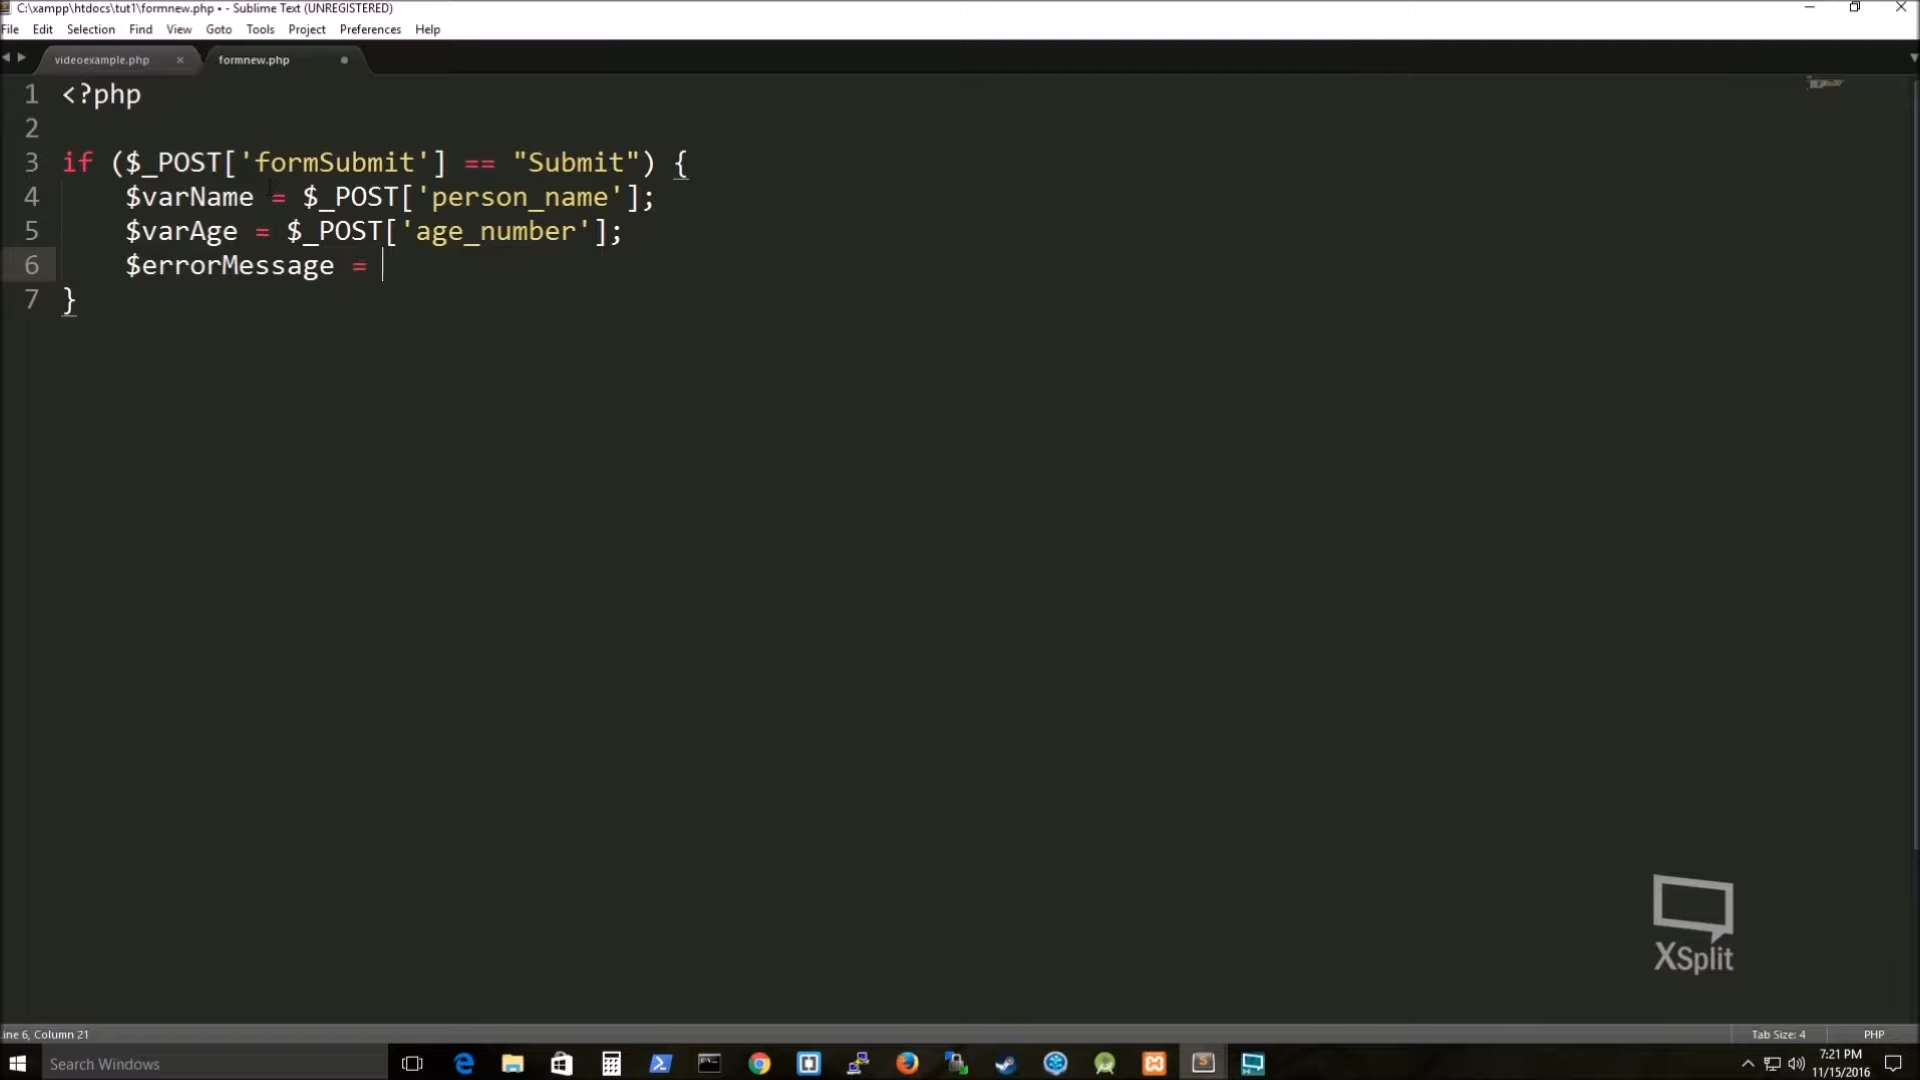 C:\xampp\htdocs\tut1\formnew.php • - Sublime Text (UNREGISTERED)
File Edit Selection Find View Goto Tools Project Preferences Help
videoexample.php × formnew.php
1 <?php
2
3 if ($_POST['formSubmit'] == "Submit") {
4 $varName = $_POST['person_name'];
5 $varAge = $_POST['age_number'];
6 $errorMessage =
7 }
XSplit
ine 6, Column 21 Tab Size: 4 PHP
Search Windows 7:21 PM
11/15/2016